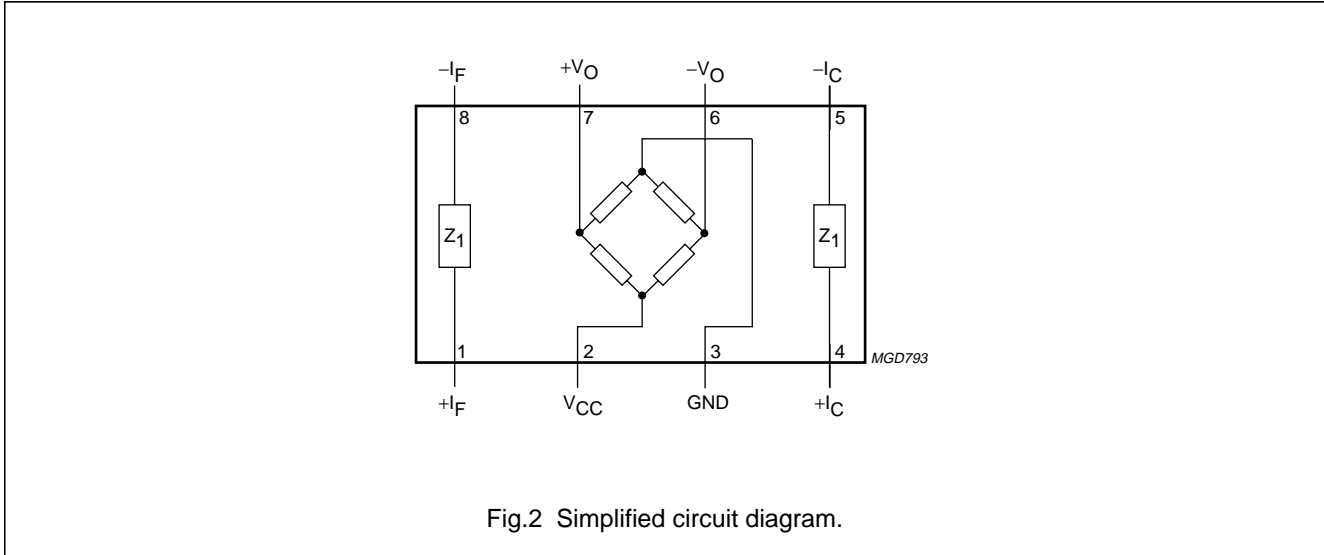 −IF +VO −VO −IC
8 7 6 5
Z1 Z1
1 2 3 4
MGD793
+IF VCC GND +IC
Fig.2 Simplified circuit diagram.